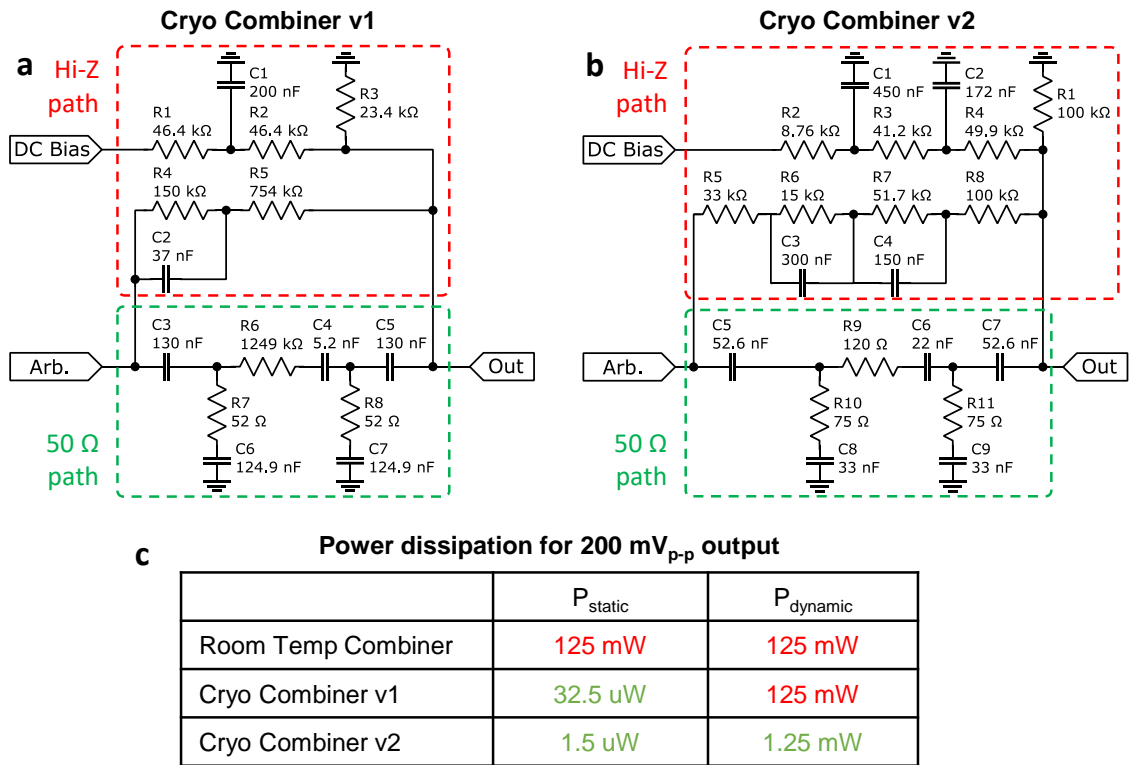 Cryo Combiner v1
Cryo Combiner v2
a
Hi-Z
path
C1
200 nF
R3
23.4 kΩ
R1
46.4 kΩ
R2
46.4 kΩ
DC Bias
R4
150 kΩ
R5
754 kΩ
C2
37 nF
C3
130 nF
R6
1249 kΩ
C4
5.2 nF
C5
130 nF
Arb.
Out
R7
52 Ω
R8
52 Ω
C6
124.9 nF
C7
124.9 nF
50 Ω
path
b
Hi-Z
path
C1
450 nF
C2
172 nF
R1
100 kΩ
R2
8.76 kΩ
R3
41.2 kΩ
R4
49.9 kΩ
DC Bias
R5
33 kΩ
R6
15 kΩ
R7
51.7 kΩ
R8
100 kΩ
C3
300 nF
C4
150 nF
C5
52.6 nF
R9
120 Ω
C6
22 nF
C7
52.6 nF
Arb.
Out
R10
75 Ω
R11
75 Ω
C8
33 nF
C9
33 nF
50 Ω
path
c
Power dissipation for 200 mVp-p output
Pstatic Pdynamic
Room Temp Combiner 125 mW 125 mW
Cryo Combiner v1 32.5 uW 125 mW
Cryo Combiner v2 1.5 uW 1.25 mW